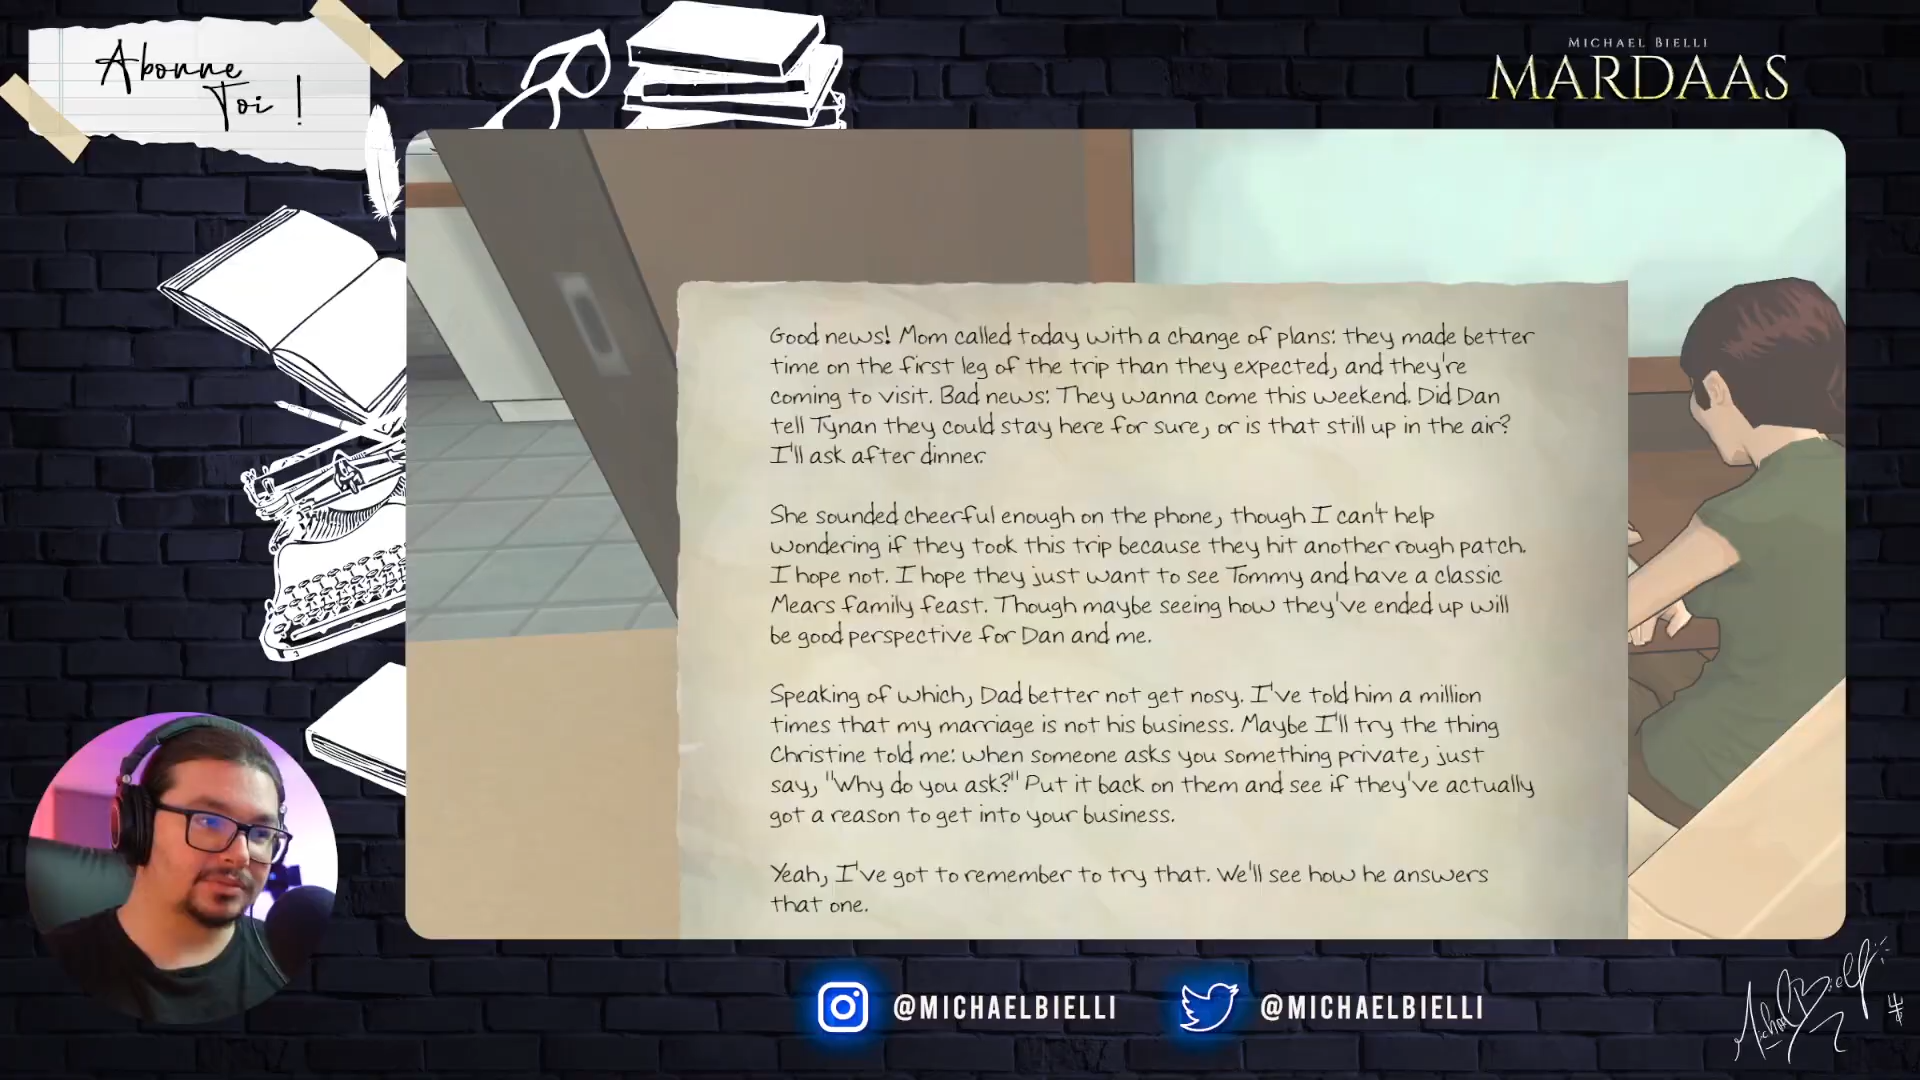 Abonne
Toi !
MICHAEL BIELLI
MARDAAS
Good news! Mom called today with a change of plans: they made better
time on the first leg of the trip than they expected, and they're
coming to visit. Bad news: They wanna come this weekend. Did Dan
tell Tynan they could stay here for sure, or is that still up in the air?
I'll ask after dinner.
She sounded cheerful enough on the phone, though I can't help
wondering if they took this trip because they hit another rough patch.
I hope not. I hope they just want to see Tommy and have a classic
Mears family feast. Though maybe seeing how they've ended up will
be good perspective for Dan and me.
Speaking of which, Dad better not get nosy. I've told him a million
times that my marriage is not his business. Maybe I'll try the thing
Christine told me: when someone asks you something private, just
say, "Why do you ask?" Put it back on them and see if they've actually
got a reason to get into your business.
Yeah, I've got to remember to try that. We'll see how he answers
that one.
@MICHAELBIELLI
@MICHAELBIELLI
Michael Bielli